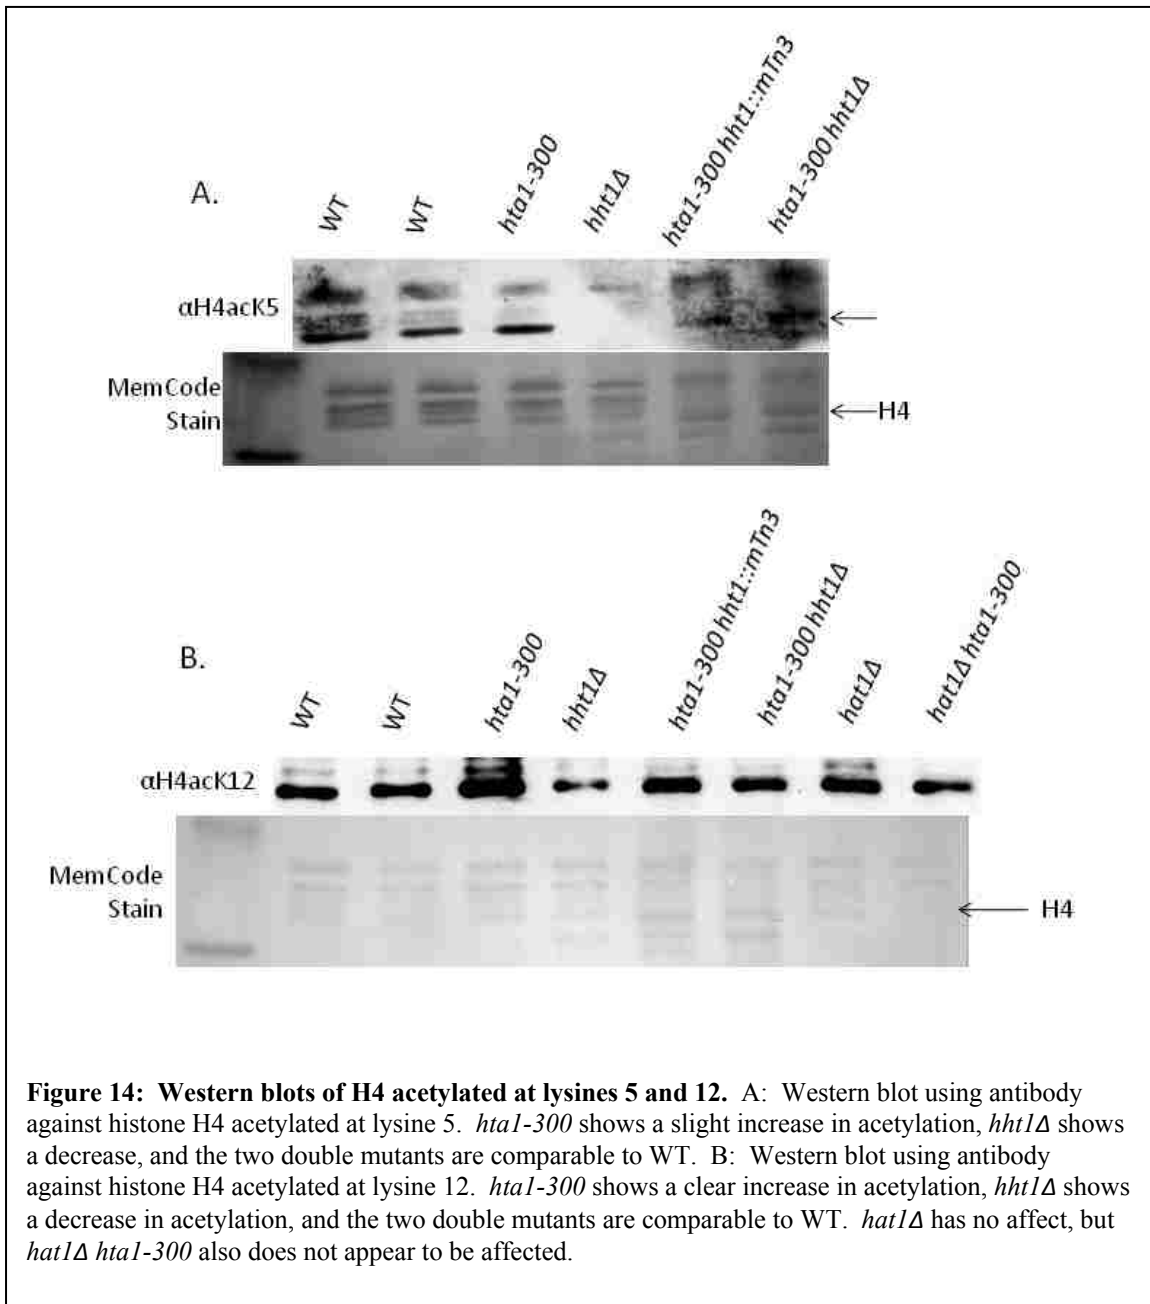 A.
WT
WT
hta1-300
hht1Δ
hta1-300 hht1::mTn3
hta1-300 hht1Δ
αH4acK5
MemCode
Stain
H4
B.
WT
WT
hta1-300
hht1Δ
hta1-300 hht1::mTn3
hta1-300 hht1Δ
hat1Δ
hat1Δ hta1-300
αH4acK12
MemCode
Stain
H4
Figure 14: Western blots of H4 acetylated at lysines 5 and 12. A: Western blot using antibody
against histone H4 acetylated at lysine 5. hta1-300 shows a slight increase in acetylation, hht1Δ shows
a decrease, and the two double mutants are comparable to WT. B: Western blot using antibody
against histone H4 acetylated at lysine 12. hta1-300 shows a clear increase in acetylation, hht1Δ shows
a decrease in acetylation, and the two double mutants are comparable to WT. hat1Δ has no affect, but
hat1Δ hta1-300 also does not appear to be affected.